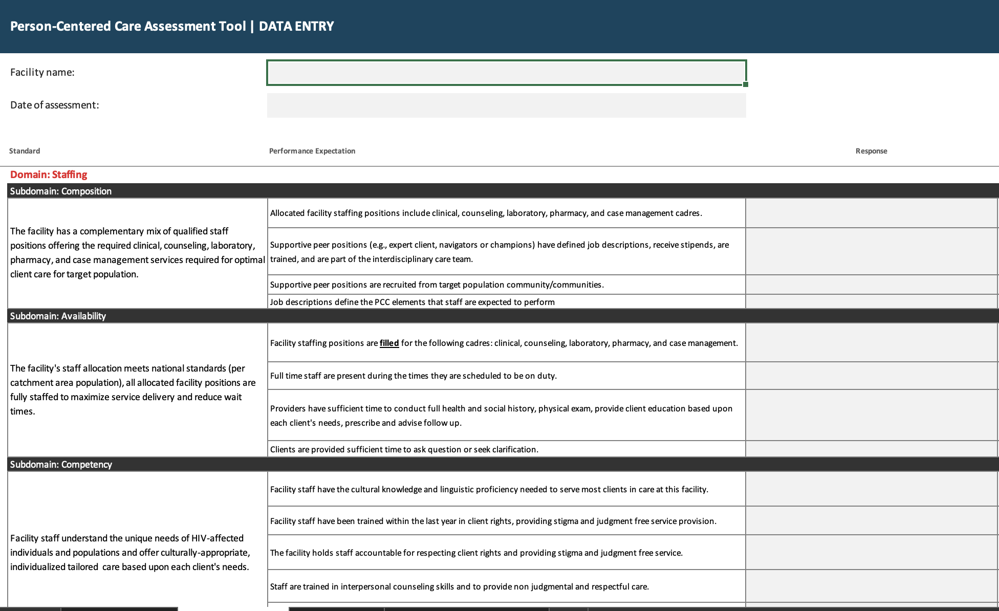 Person-Centered Care Assessment Tool | DATA ENTRY
Facility name:
Date of assessment:
Standard
Performance Expectation
Response
Domain: Staffing
Subdomain: Composition
The facility has a complementary mix of qualified staff
positions offering the required clinical, counseling, laboratory,
pharmacy, and case management services required for optimal
client care for target population.
Allocated facility staffing positions include clinical, counseling, laboratory, pharmacy, and case management cadres.
Supportive peer positions (e.g., expert client, navigators or champions) have defined job descriptions, receive stipends, are
trained, and are part of the interdisciplinary care team.
Supportive peer positions are recruited from target population community/communities.
Job descriptions define the PCC elements that staff are expected to perform
Subdomain: Availability
The facility's staff allocation meets national standards (per
catchment area population), all allocated facility positions are
fully staffed to maximize service delivery and reduce wait
times.
Facility staffing positions are filled for the following cadres: clinical, counseling, laboratory, pharmacy, and case management.
Full time staff are present during the times they are scheduled to be on duty.
Providers have sufficient time to conduct full health and social history, physical exam, provide client education based upon
each client's needs, prescribe and advise follow up.
Clients are provided sufficient time to ask question or seek clarification.
Subdomain: Competency
Facility staff understand the unique needs of HIV-affected
individuals and populations and offer culturally-appropriate,
individualized tailored  care based upon each client's needs.
Facility staff have the cultural knowledge and linguistic proficiency needed to serve most clients in care at this facility.
Facility staff have been trained within the last year in client rights, providing stigma and judgment free service provision.
The facility holds staff accountable for respecting client rights and providing stigma and judgment free service.
Staff are trained in interpersonal counseling skills and to provide non judgmental and respectful care.